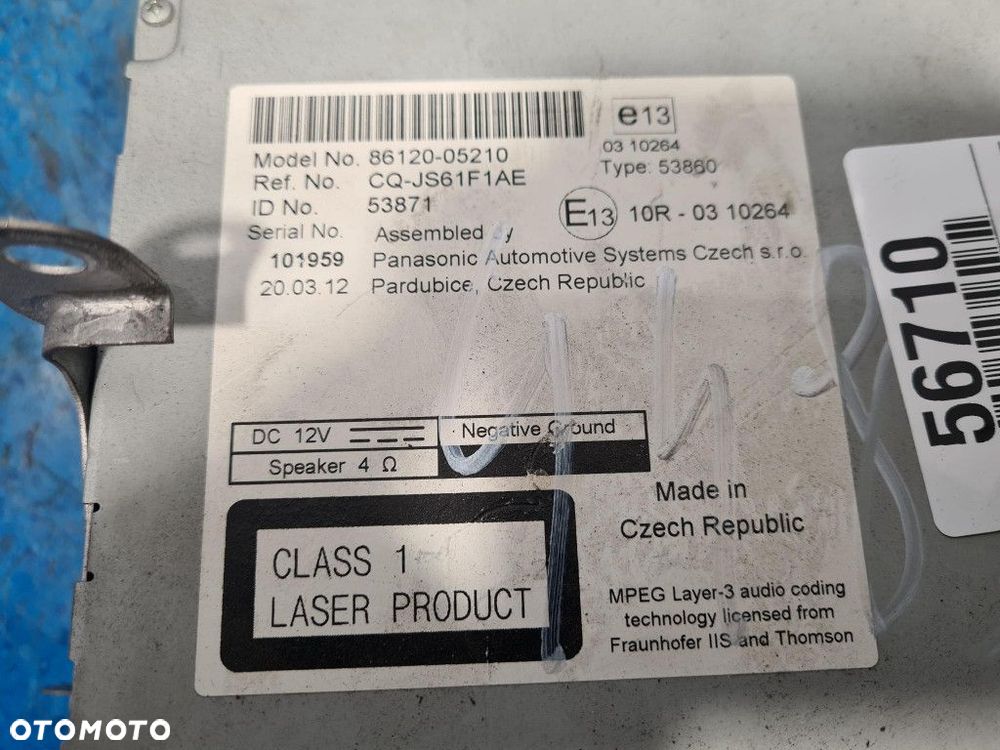 e13
Model No. 86120-05210
03 10264
Ref. No. CQ-JS61F1AE
Type: 53860
ID No. 53871
E13 10R - 03 10264
Serial No. Assembled by
101959 Panasonic Automotive Systems Czech s.r.o.
20.03.12 Pardubice, Czech Republic
DC 12V Negative Ground
Speaker 4 Ω
Made in
Czech Republic
CLASS 1
LASER PRODUCT
MPEG Layer-3 audio coding
technology licensed from
Fraunhofer IIS and Thomson
56710
OTOMOTO